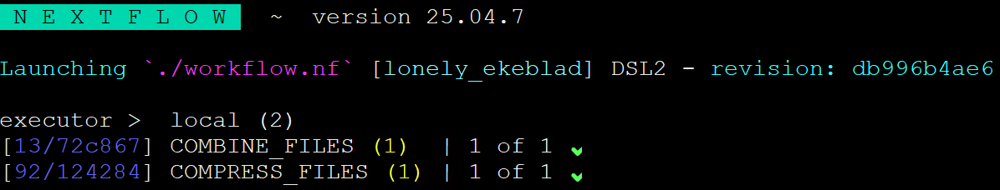 N E X T F L O W ~ version 25.04.7
Launching `./workflow.nf` [lonely_ekeblad] DSL2 - revision: db996b4ae6
executor > local (2)
[13/72c867] COMBINE_FILES (1) | 1 of 1 ✔
[92/124284] COMPRESS_FILES (1) | 1 of 1 ✔